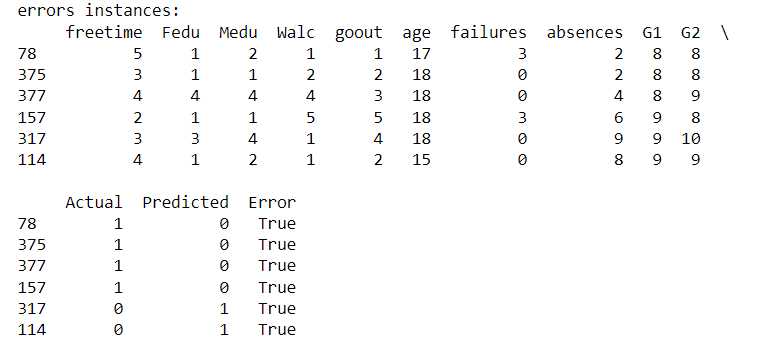 errors instances:
freetime Fedu Medu Walc goout age failures absences G1 G2 \
78 5 1 2 1 1 17 3 2 8 8
375 3 1 1 2 2 18 0 2 8 8
377 4 4 4 4 3 18 0 4 8 9
157 2 1 1 5 5 18 3 6 9 8
317 3 3 4 1 4 18 0 9 9 10
114 4 1 2 1 2 15 0 8 9 9
Actual Predicted Error
78 1 0 True
375 1 0 True
377 1 0 True
157 1 0 True
317 0 1 True
114 0 1 True